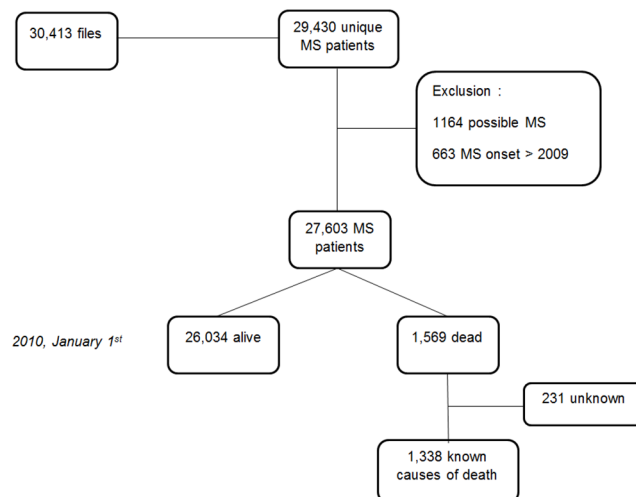 30,413 files
29,430 unique
MS patients
Exclusion :
1164 possible MS
663 MS onset > 2009
27,603 MS
patients
2010, January 1st
26,034 alive
1,569 dead
231 unknown
1,338 known
causes of death